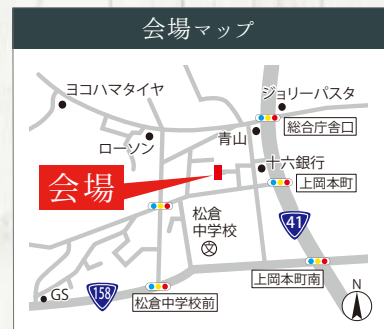 会場マップ
ヨコハマタイヤ
ジョリーパスタ
ローソン
青山
総合庁舎口
十六銀行
会場
上岡本町
松倉
中学校
文
41
上岡本町南
GS
158
松倉中学校前
N